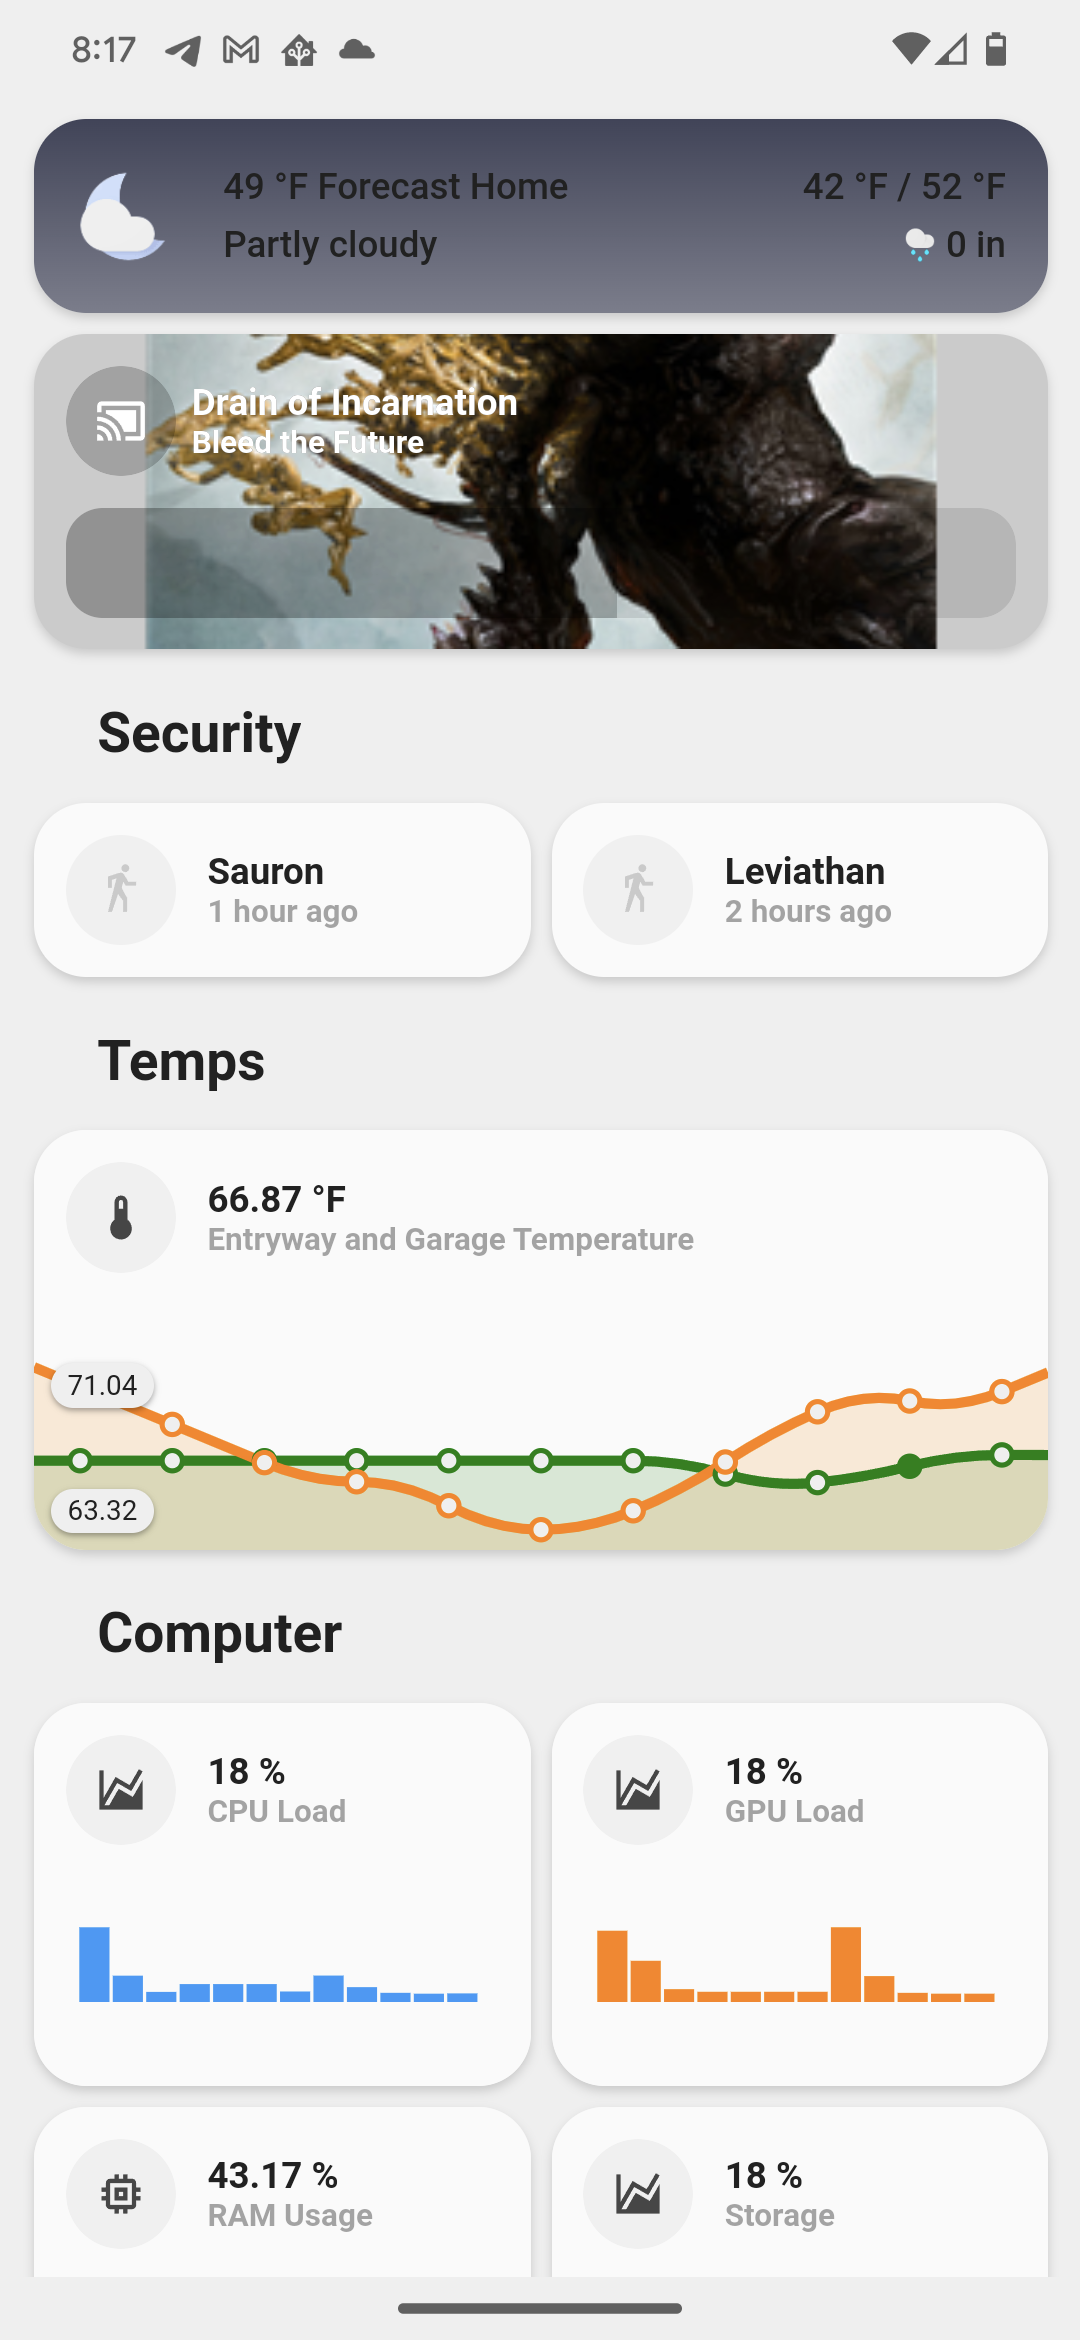 8:17
49 °F Forecast Home
42 °F / 52 °F
Partly cloudy
0 in
Drain of Incarnation
Bleed the Future
Security
Sauron
1 hour ago
Leviathan
2 hours ago
Temps
66.87 °F
Entryway and Garage Temperature
71.04
63.32
Computer
18 %
CPU Load
18 %
GPU Load
43.17 %
RAM Usage
18 %
Storage